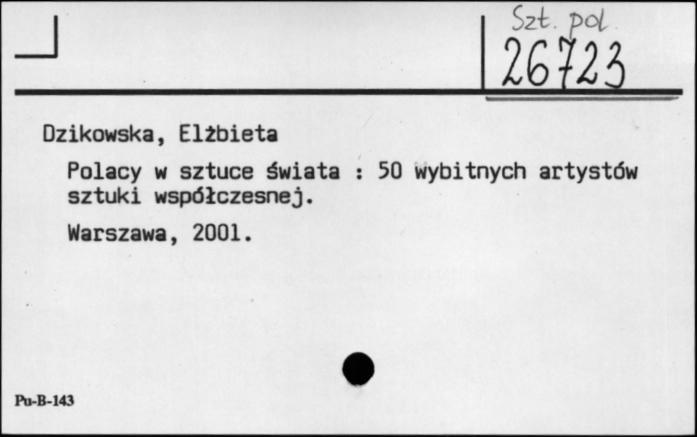 Szt. pol.
26723
Dzikowska, Elżbieta
Polacy w sztuce świata : 50 wybitnych artystów
sztuki współczesnej.
Warszawa, 2001.
Pu-B-143